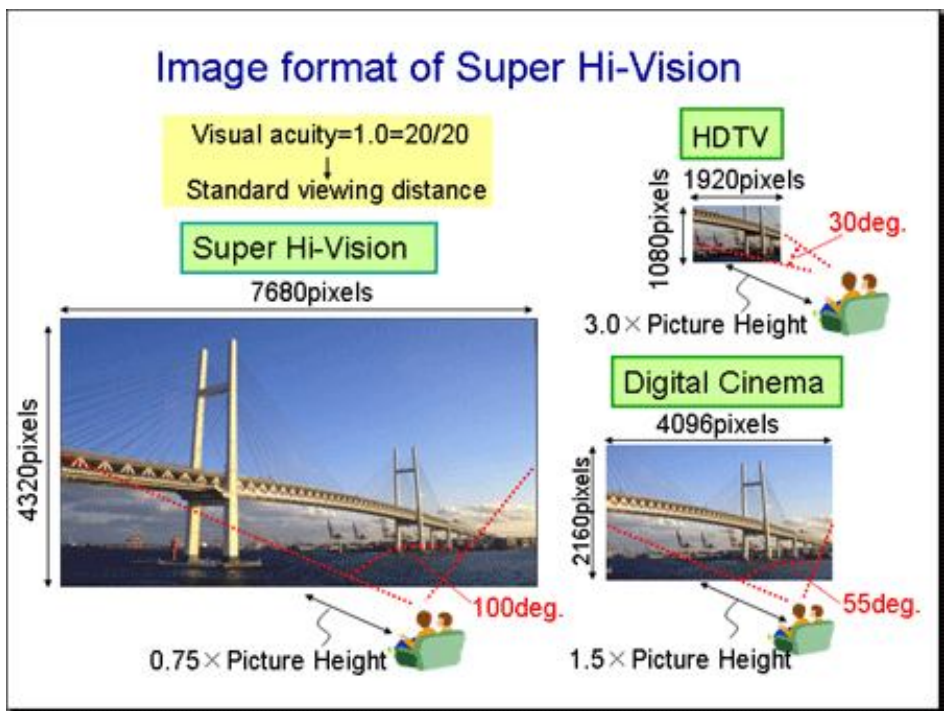 Image format of Super Hi-Vision
Visual acuity=1.0=20/20
↓
Standard viewing distance
Super Hi-Vision
7680pixels
4320pixels
100deg.
0.75×Picture Height
HDTV
1920pixels
1080pixels
30deg.
3.0×Picture Height
Digital Cinema
4096pixels
2160pixels
55deg.
1.5×Picture Height